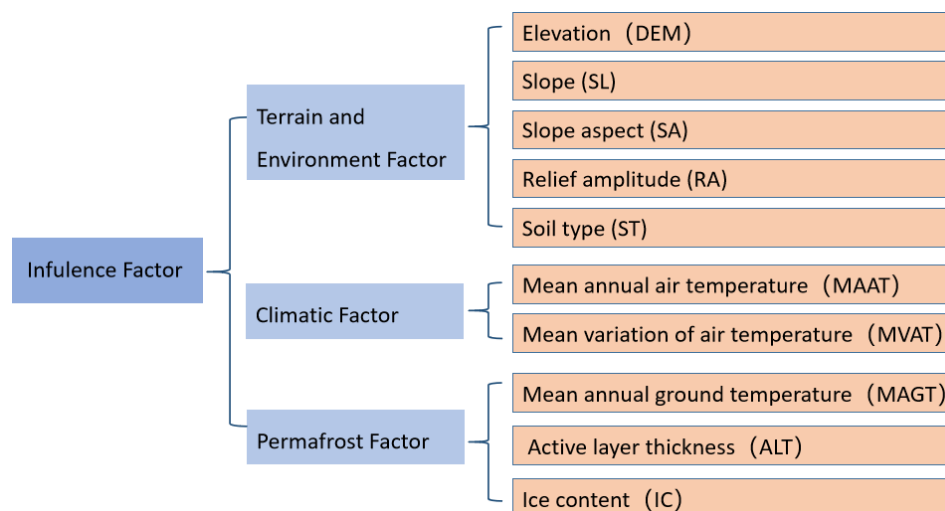 Infulence Factor
Terrain and
Environment Factor
Elevation （DEM）
Slope (SL)
Slope aspect (SA)
Relief amplitude (RA)
Soil type (ST)
Climatic Factor
Mean annual air temperature （MAAT）
Mean variation of air temperature （MVAT）
Permafrost Factor
Mean annual ground temperature （MAGT）
Active layer thickness （ALT）
Ice content （IC）